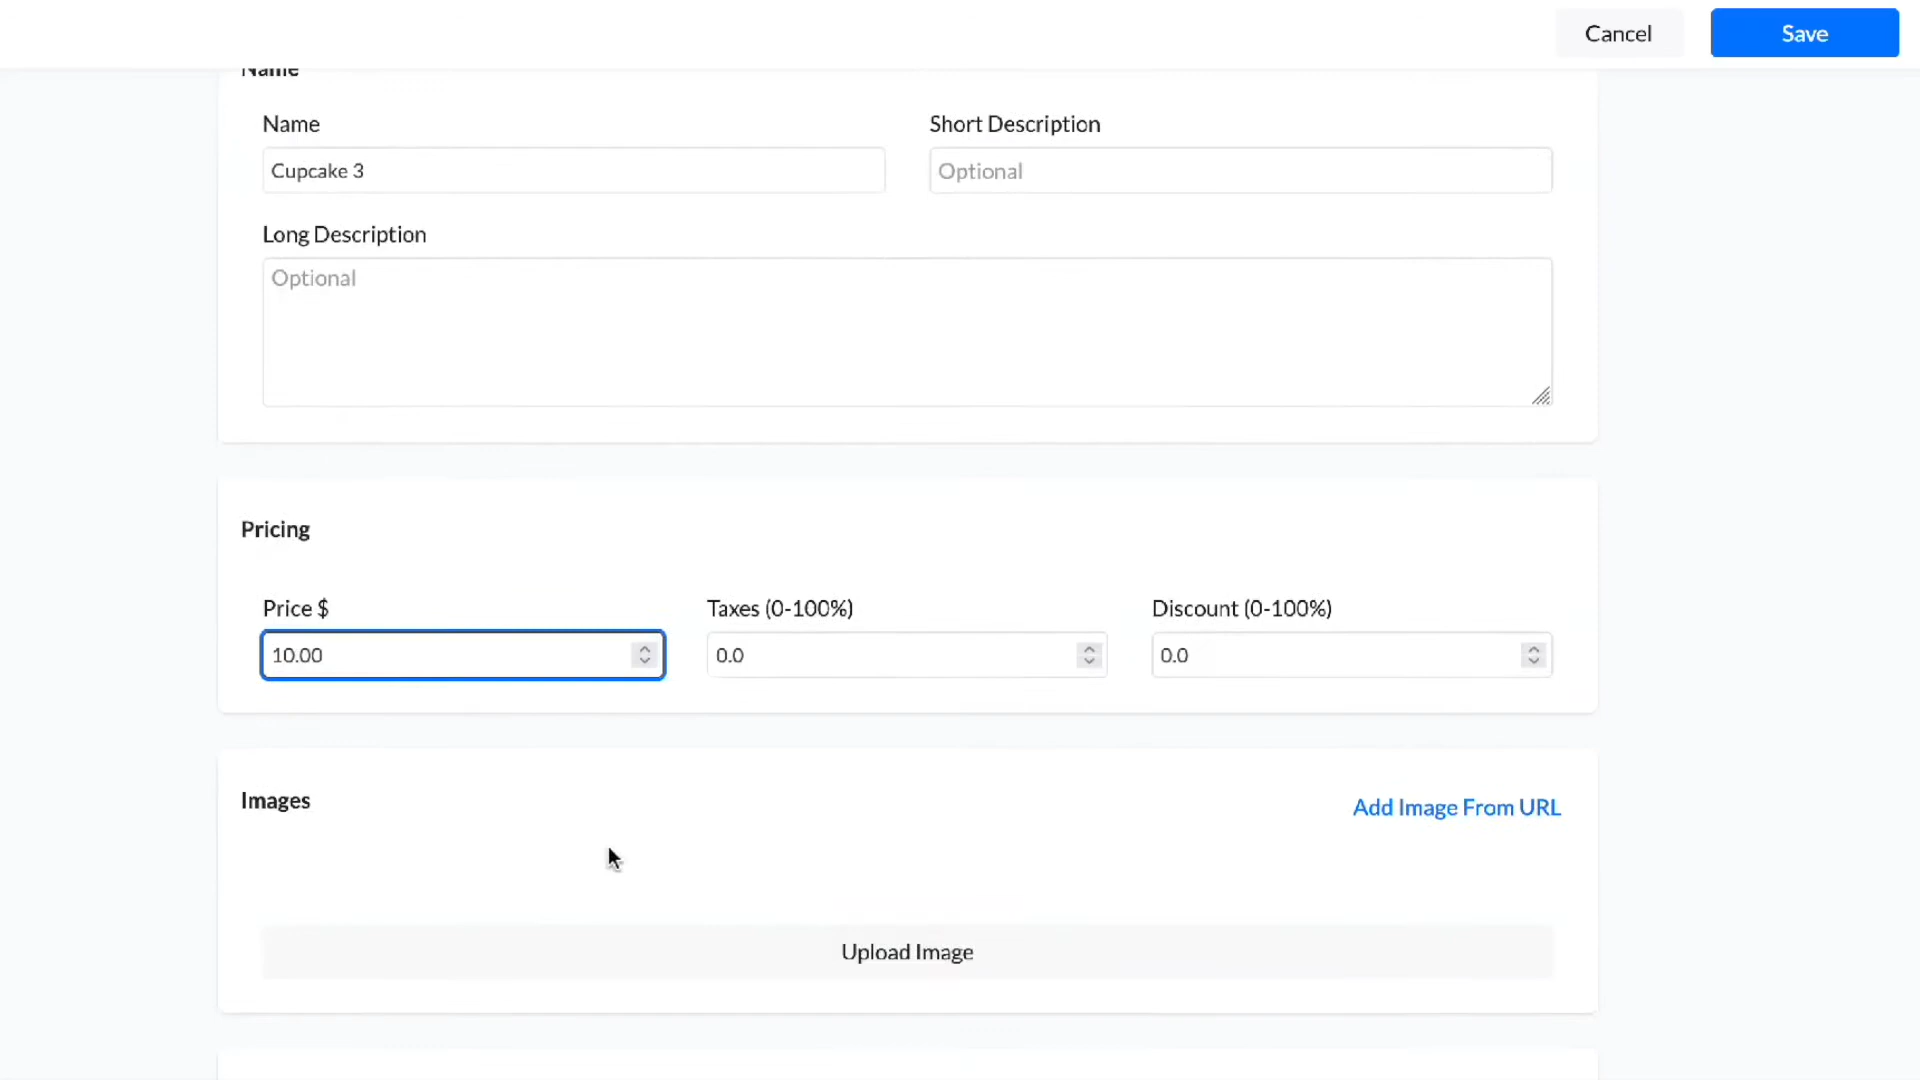 Cancel
Save
Name
Name
Short Description
Cupcake 3
Optional
Long Description
Optional
Pricing
Price $
Taxes (0-100%)
Discount (0-100%)
10.00
0.0
0.0
Images
Add Image From URL
Upload Image